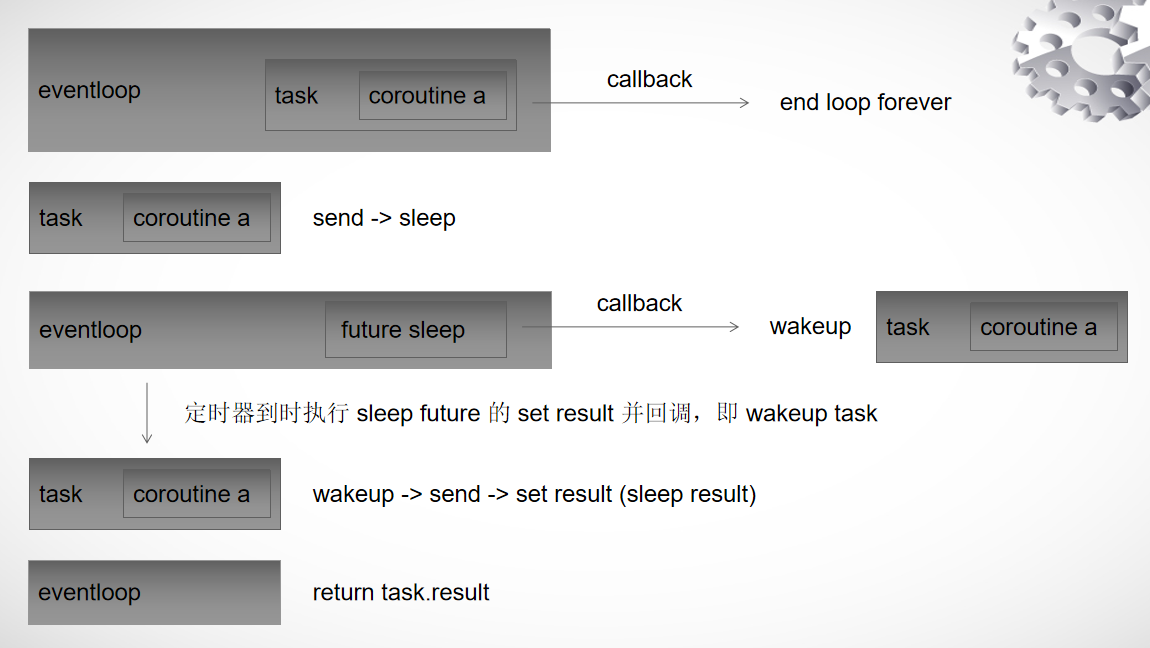 eventloop task coroutine a callback end loop forever
task coroutine a send -> sleep
eventloop future sleep callback wakeup task coroutine a
定时器到时执行 sleep future 的 set result 并回调，即 wakeup task
task coroutine a wakeup -> send -> set result (sleep result)
eventloop return task.result